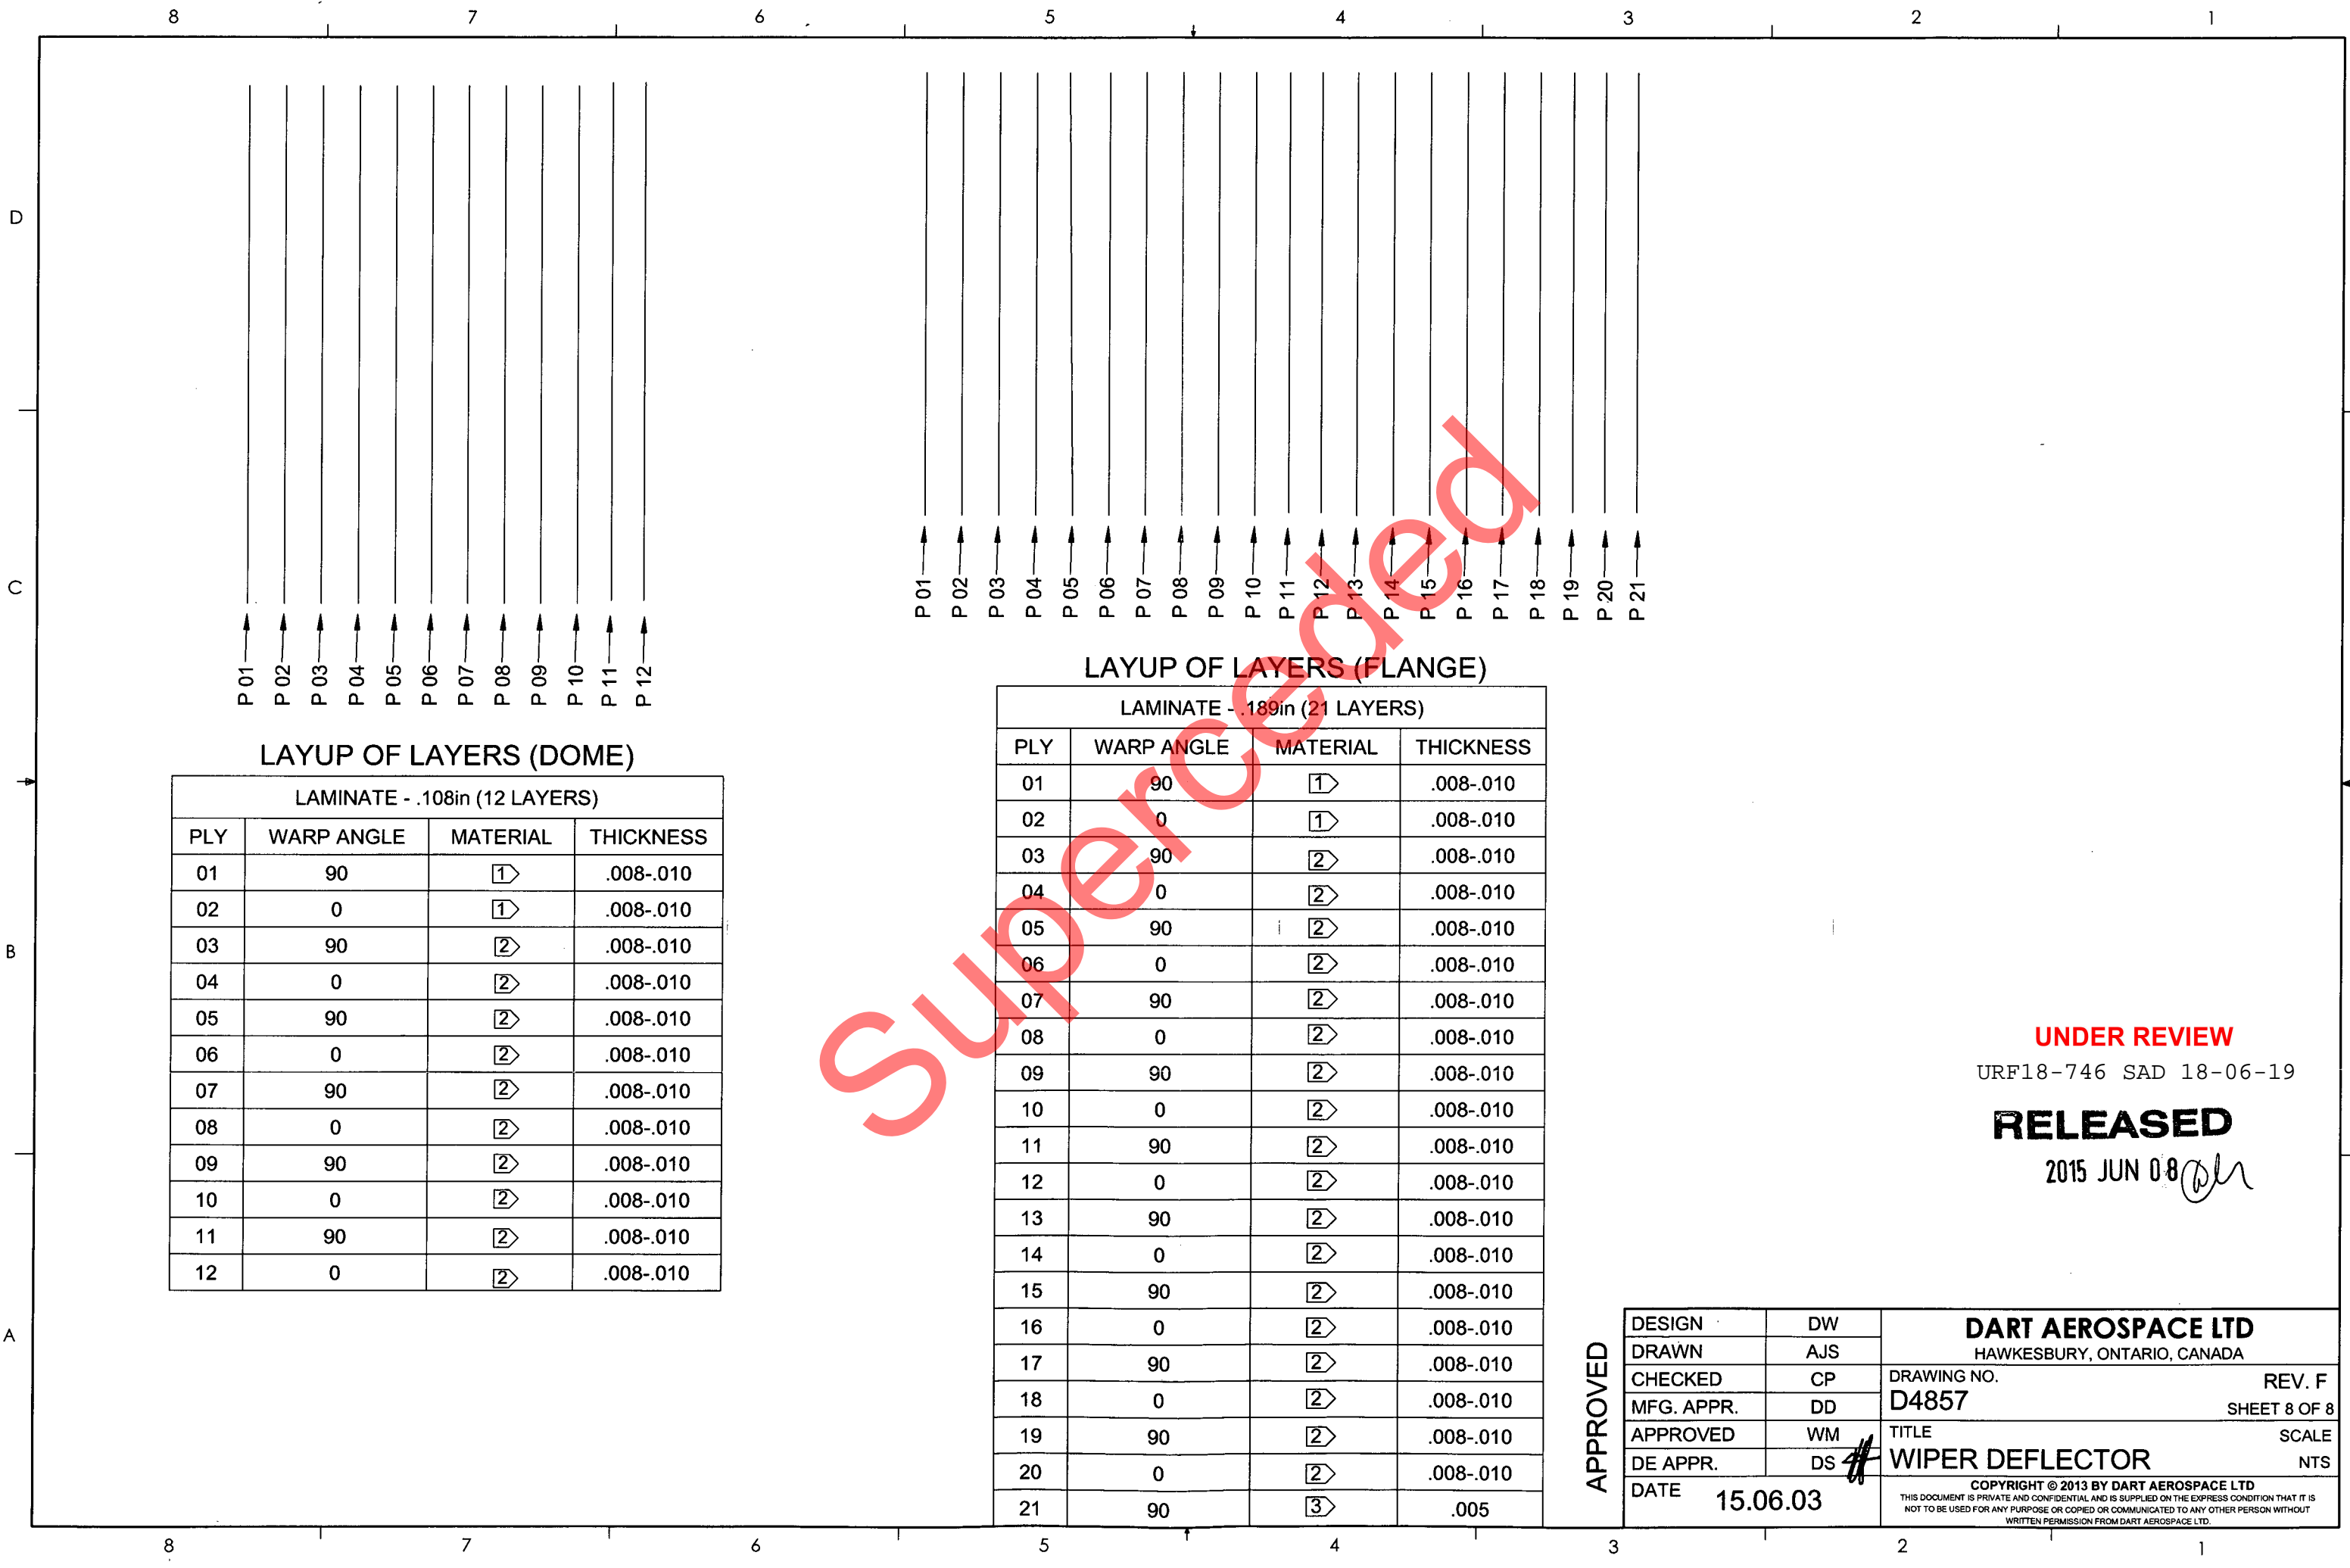 8 7 6 5 4 3 2 1
D
C
B
A
P 01 P 02 P 03 P 04 P 05 P 06 P 07 P 08 P 09 P 10 P 11 P 12
LAYUP OF LAYERS (DOME)
LAMINATE - .108in (12 LAYERS)
PLY WARP ANGLE MATERIAL THICKNESS
01 90 1 .008-.010
02 0 1 .008-.010
03 90 2 .008-.010
04 0 2 .008-.010
05 90 2 .008-.010
06 0 2 .008-.010
07 90 2 .008-.010
08 0 2 .008-.010
09 90 2 .008-.010
10 0 2 .008-.010
11 90 2 .008-.010
12 0 2 .008-.010
P 01 P 02 P 03 P 04 P 05 P 06 P 07 P 08 P 09 P 10 P 11 P 12 P 13 P 14 P 15 P 16 P 17 P 18 P 19 P 20 P 21
LAYUP OF LAYERS (FLANGE)
LAMINATE - .189in (21 LAYERS)
PLY WARP ANGLE MATERIAL THICKNESS
01 90 1 .008-.010
02 0 1 .008-.010
03 90 2 .008-.010
04 0 2 .008-.010
05 90 2 .008-.010
06 0 2 .008-.010
07 90 2 .008-.010
08 0 2 .008-.010
09 90 2 .008-.010
10 0 2 .008-.010
11 90 2 .008-.010
12 0 2 .008-.010
13 90 2 .008-.010
14 0 2 .008-.010
15 90 2 .008-.010
16 0 2 .008-.010
17 90 2 .008-.010
18 0 2 .008-.010
19 90 2 .008-.010
20 0 2 .008-.010
21 90 3 .005
Superceded
UNDER REVIEW
URF18-746 SAD 18-06-19
RELEASED
2015 JUN 08
APPROVED
DESIGN DW
DRAWN AJS
CHECKED CP
MFG. APPR. DD
APPROVED WM
DE APPR. DS
DATE 15.06.03
DART AEROSPACE LTD
HAWKESBURY, ONTARIO, CANADA
DRAWING NO. REV. F
D4857 SHEET 8 OF 8
TITLE SCALE
WIPER DEFLECTOR NTS
COPYRIGHT © 2013 BY DART AEROSPACE LTD
THIS DOCUMENT IS PRIVATE AND CONFIDENTIAL AND IS SUPPLIED ON THE EXPRESS CONDITION THAT IT IS
NOT TO BE USED FOR ANY PURPOSE OR COPIED OR COMMUNICATED TO ANY OTHER PERSON WITHOUT
WRITTEN PERMISSION FROM DART AEROSPACE LTD.
8 7 6 5 4 3 2 1